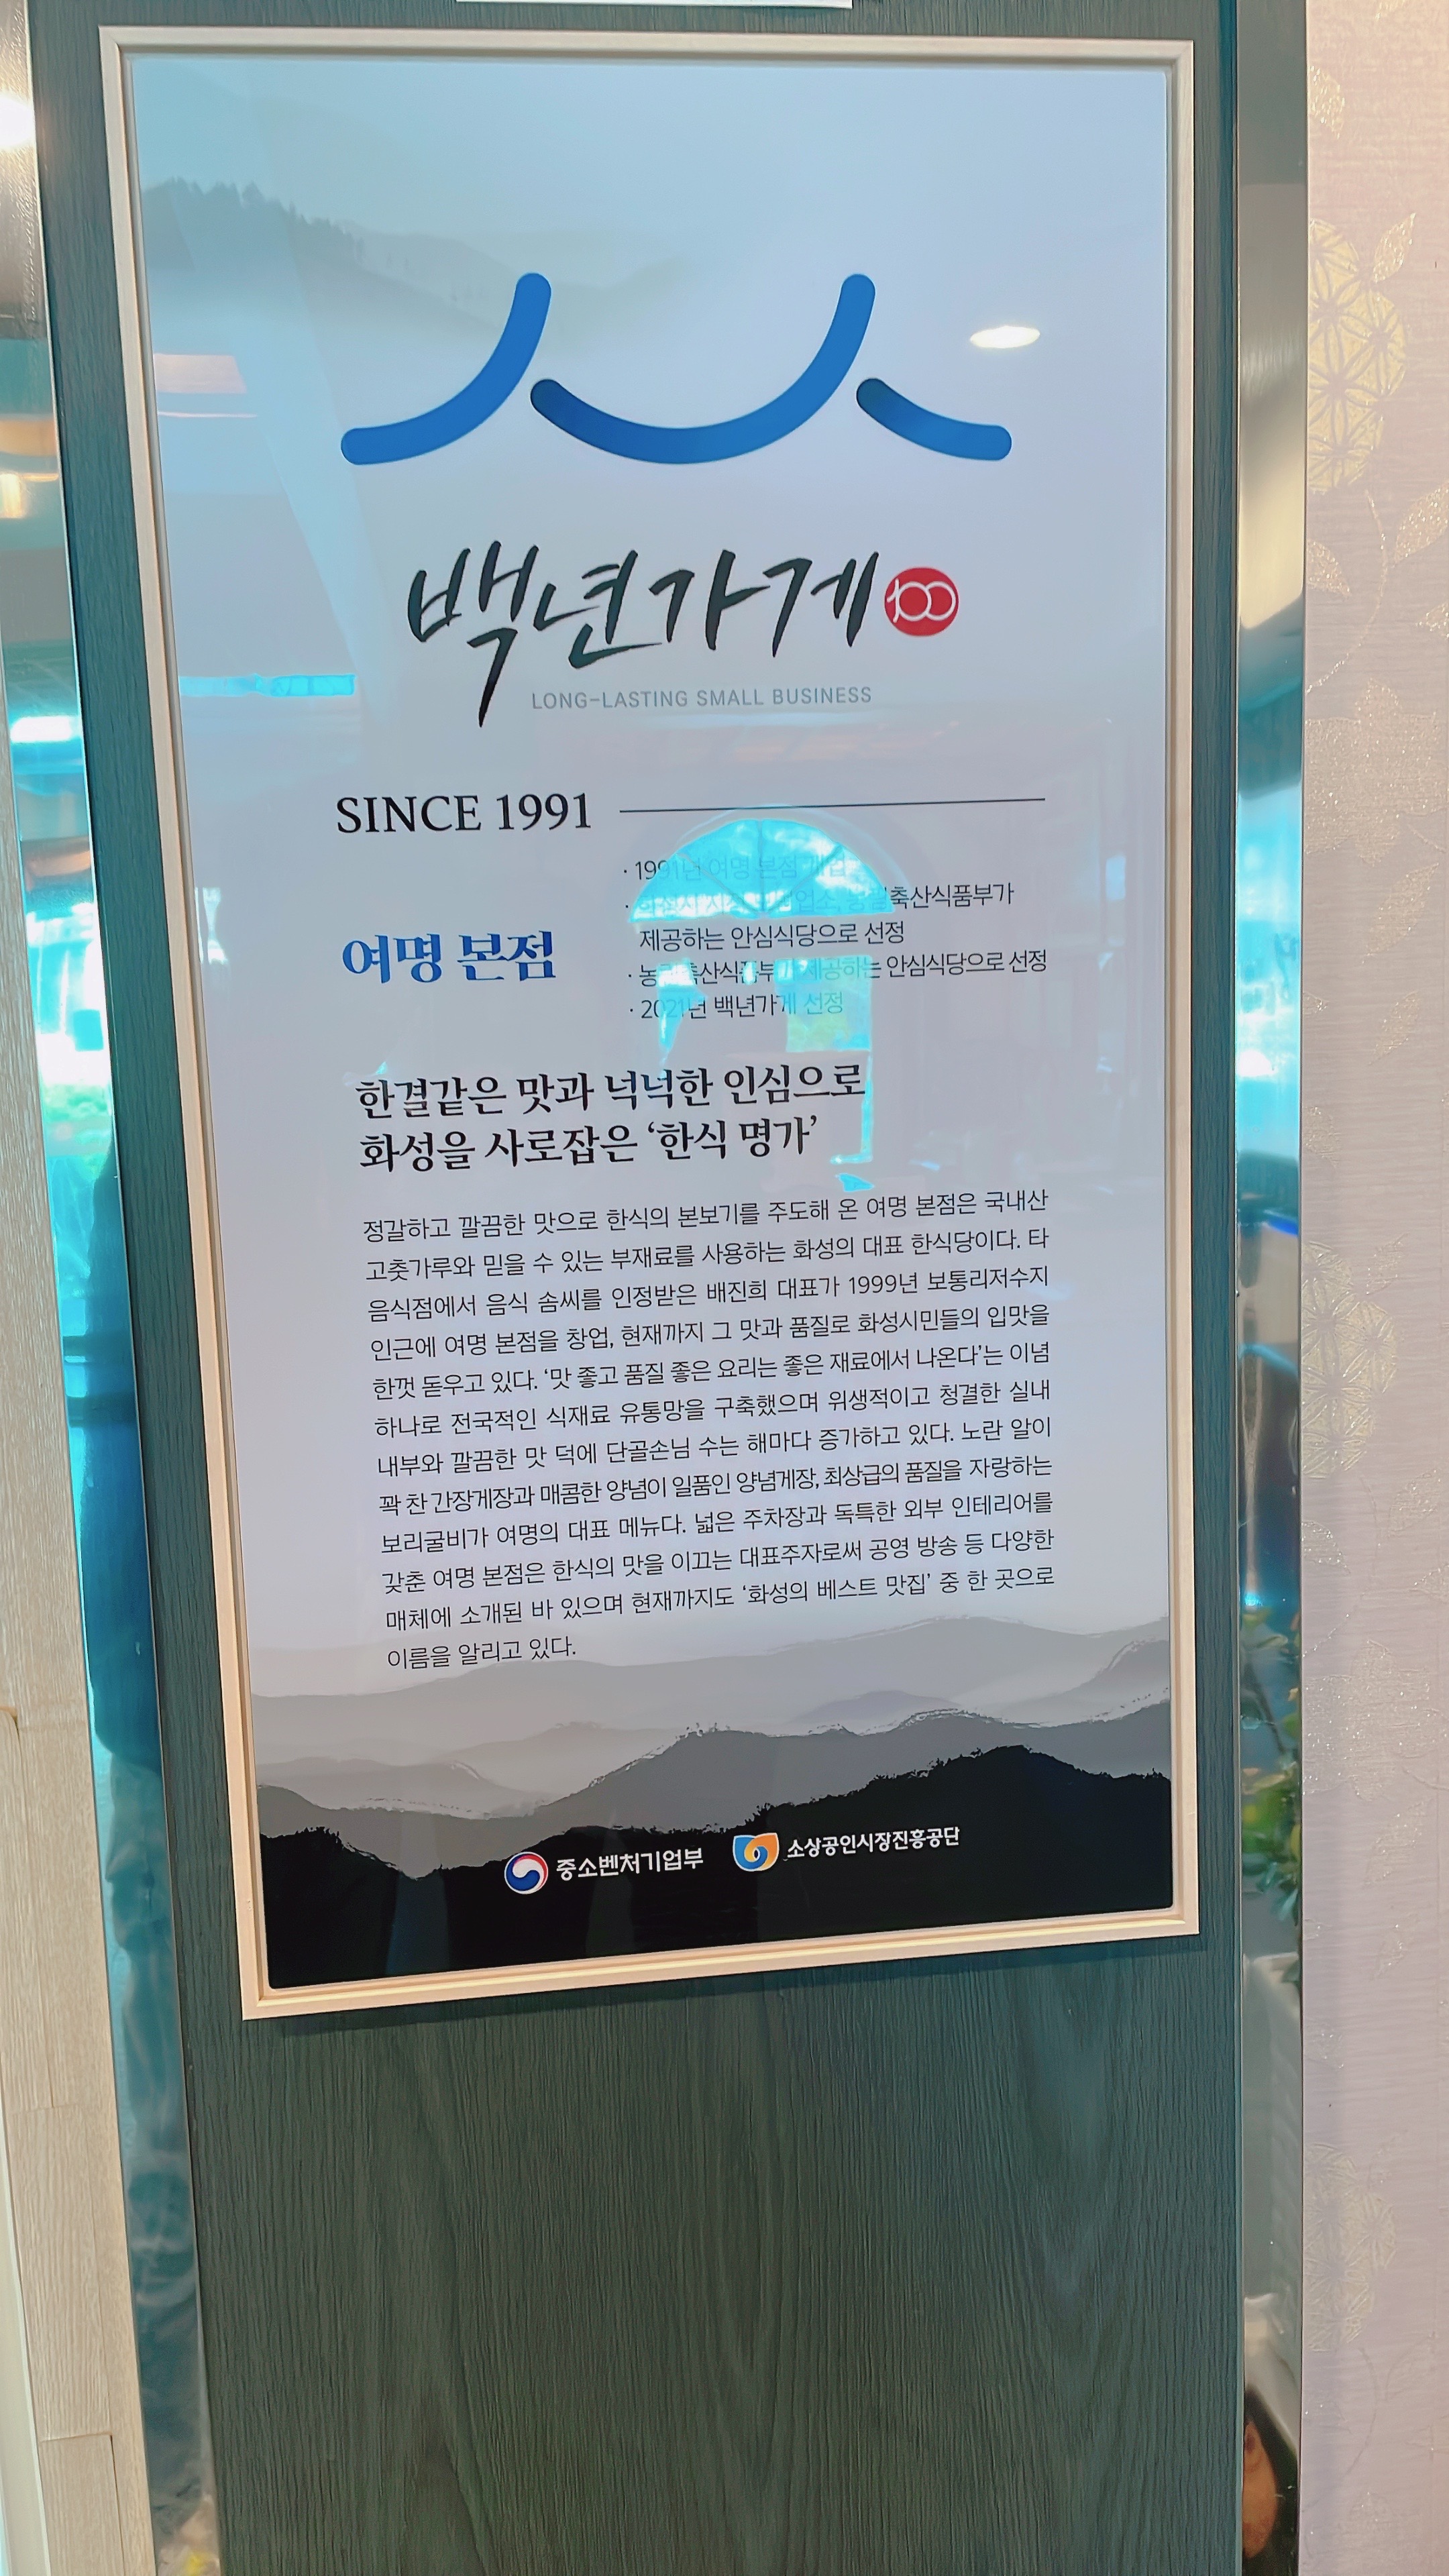 백년가게 100
LONG-LASTING SMALL BUSINESS
SINCE 1991
· 1991년 여명 본점 개업
축산식품부가
제공하는 안심식당으로 선정
여명 본점
· 농림축산식품부가 제공하는 안심식당으로 선정
· 2021년 백년가게 선정
한결같은 맛과 넉넉한 인심으로
화성을 사로잡은 ‘한식 명가’
정갈하고 깔끔한 맛으로 한식의 본보기를 주도해 온 여명 본점은 국내산
고춧가루와 믿을 수 있는 부재료를 사용하는 화성의 대표 한식당이다. 타
음식점에서 음식 솜씨를 인정받은 배진희 대표가 1999년 보통리저수지
인근에 여명 본점을 창업, 현재까지 그 맛과 품질로 화성시민들의 입맛을
한껏 돋우고 있다. ‘맛 좋고 품질 좋은 요리는 좋은 재료에서 나온다’는 이념
하나로 전국적인 식재료 유통망을 구축했으며 위생적이고 청결한 실내
내부와 깔끔한 맛 덕에 단골손님 수는 해마다 증가하고 있다. 노란 알이
꽉 찬 간장게장과 매콤한 양념이 일품인 양념게장, 최상급의 품질을 자랑하는
보리굴비가 여명의 대표 메뉴다. 넓은 주차장과 독특한 외부 인테리어를
갖춘 여명 본점은 한식의 맛을 이끄는 대표주자로써 공영 방송 등 다양한
매체에 소개된 바 있으며 현재까지도 ‘화성의 베스트 맛집’ 중 한 곳으로
이름을 알리고 있다.
중소벤처기업부 소상공인시장진흥공단